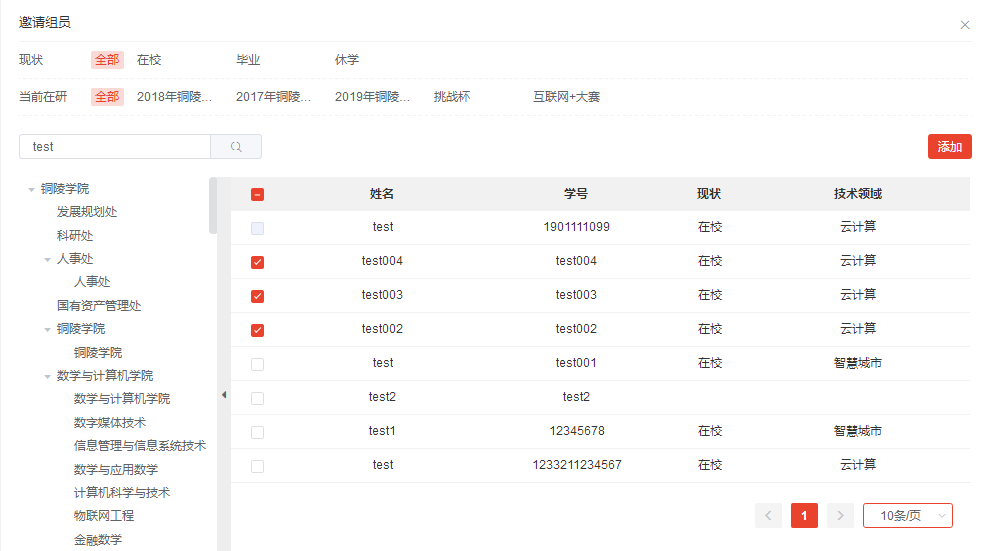 邀请组员
现状 全部 在校 毕业 休学
当前在研 全部 2018年铜陵... 2017年铜陵... 2019年铜陵... 挑战杯 互联网+大赛
test 添加
铜陵学院
发展规划处
科研处
人事处
人事处
国有资产管理处
铜陵学院
铜陵学院
数学与计算机学院
数学与计算机学院
数字媒体技术
信息管理与信息系统技术
数学与应用数学
计算机科学与技术
物联网工程
金融数学
姓名 学号 现状 技术领域
test 1901111099 在校 云计算
test004 test004 在校 云计算
test003 test003 在校 云计算
test002 test002 在校 云计算
test test001 在校 智慧城市
test2 test2
test1 12345678 在校 智慧城市
test 1233211234567 在校 云计算
1 10条/页